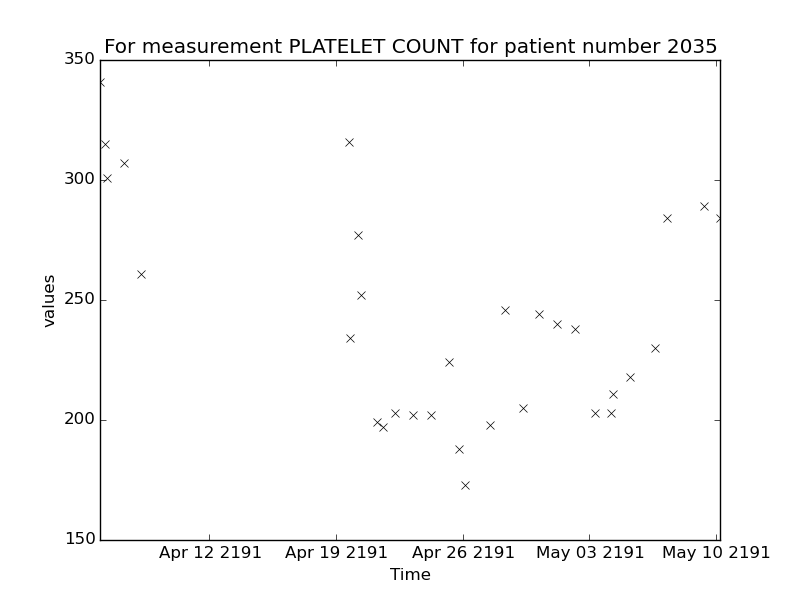 For measurement PLATELET COUNT for patient number 2035
350
300
250
200
150
values
Apr 12 2191
Apr 19 2191
Apr 26 2191
May 03 2191
May 10 2191
Time